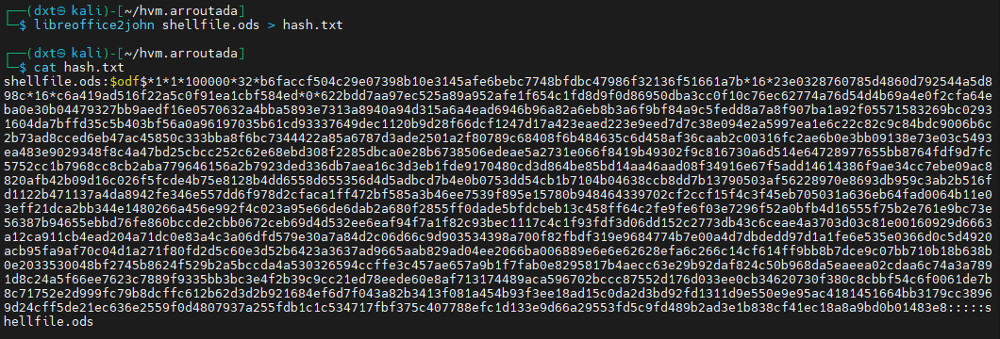 ┌──(dxt㉿kali)-[~/hvm.arroutada]
└─$ libreoffice2john shellfile.ods > hash.txt
┌──(dxt㉿kali)-[~/hvm.arroutada]
└─$ cat hash.txt
shellfile.ods:$odf$*1*1*100000*32*b6faccf504c29e07398b10e3145afe6bebc7748bfdbc47986f32136f51661a7b*16*23e0328760785d4860d792544a5d8
98c*16*c6a419ad516f22a5c0f91ea1cbf584ed*0*622bdd7aa97ec525a89a952afe1f654c1fd8d9f0d86950dba3cc0f10c76ec62774a76d54d4b69a4e0f2cfa64e
ba0e30b04479327bb9aedf16e0570632a4bba5893e7313a8940a94d315a6a4ead6946b96a82a6eb8b3a6f9bf84a9c5fedd8a7a8f907ba1a92f05571583269bc0293
1604da7bffd35c5b403bf56a0a96197035b61cd93337649dec1120b9d28f66dcf1247d17a423eaed223e9eed7d7c38e094e2a5997ea1e6c22c82c9c84bdc9006b6c
2b73ad8cced6eb47ac45850c333bba8f6bc7344422a85a6787d3ade2501a2f80789c68408f6b484635c6d458af36caab2c00316fc2ae6b0e3bb09138e73e03c5493
ea483e9029348f8c4a47bd25cbcc252c62e68ebd308f2285dbca0e28b6738506edeae5a2731e066f8419b49302f9c816730a6d514e64728977655bb8764fdf9d7fc
5752cc1b7968cc8cb2aba779646156a2b7923ded336db7aea16c3d3eb1fde9170480cd3d864be85bd14aa46aad08f34916e67f5add14614386f9ae34cc7ebe09ac8
820afb42b09d16c026f5fcde4b75e8128b4dd6558d655356d4d5adbcd7b4e0b0753dd54cb1b7104b04638ccb8dd7b13790503af56228970e8693db959c3ab2b516f
d1122b471137a4da8942fe346e557dd6f978d2cfaca1ff472bf585a3b46ee7539f895e15780b948464339702cf2ccf15f4c3f45eb705031a636eb64fad0064b11e0
3eff21dca2bb344e1480266a456e992f4c023a95e66de6dab2a680f2855ff0dade5bfdcbeb13c458ff64c2fe9fe6f03e7296f52a0bfb4d16555f75b2e761e9bc73e
56387b94655ebbd76fe860bccde2cbb0672ceb69d4d532ee6eaf94f7a1f82c93bec1117c4c1f93fdf3d06dd152c2773db43c6ceae4a3703d03c81e00160929d6663
a12ca911cb4ead204a71dc0e83a4c3a06dfd579e30a7a84d2c06d66c9d903534398a700f82fbdf319e9684774b7e00a4d7dbdedd97d1a1fe6e535e0366d0c5d4920
acb95fa9af70c04d1a271f80fd2d5c60e3d52b6423a3637ad9665aab829ad04ee2066ba006889e6e6e62628efa6c266c14cf614ff9bb8b7dce9c07bb710b18b638b
0e2033530048bf2745b8624f529b2a5bccda4a530326594ccffe3c457ae657a9b1f7fab0e8295817b4aecc63e29b92daf824c50b968da5eaeea02cdaa6c74a3a789
1d8c24a5f66ee7623c7889f9335bb3bc3e4f2b39c9cc21ed78eede60e8af713174489aca596702bccc87552d176d033ee0cb34620730f380c8cbbf54c6f0061de7b
8c71752e2d999fc79b8dcffc612b62d3d2b921684ef6d7f043a82b3413f081a454b93f3ee18ad15c0da2d3bd92fd1311d9e550e9e95ac4181451664bb3179cc3896
9d24cff5de21ec636e2559f0d4807937a255fdb1c1c534717fbf375c407788efc1d133e9d66a29553fd5c9fd489b2ad3e1b838cf41ec18a8a9bd0b01483e8:::::s
hellfile.ods